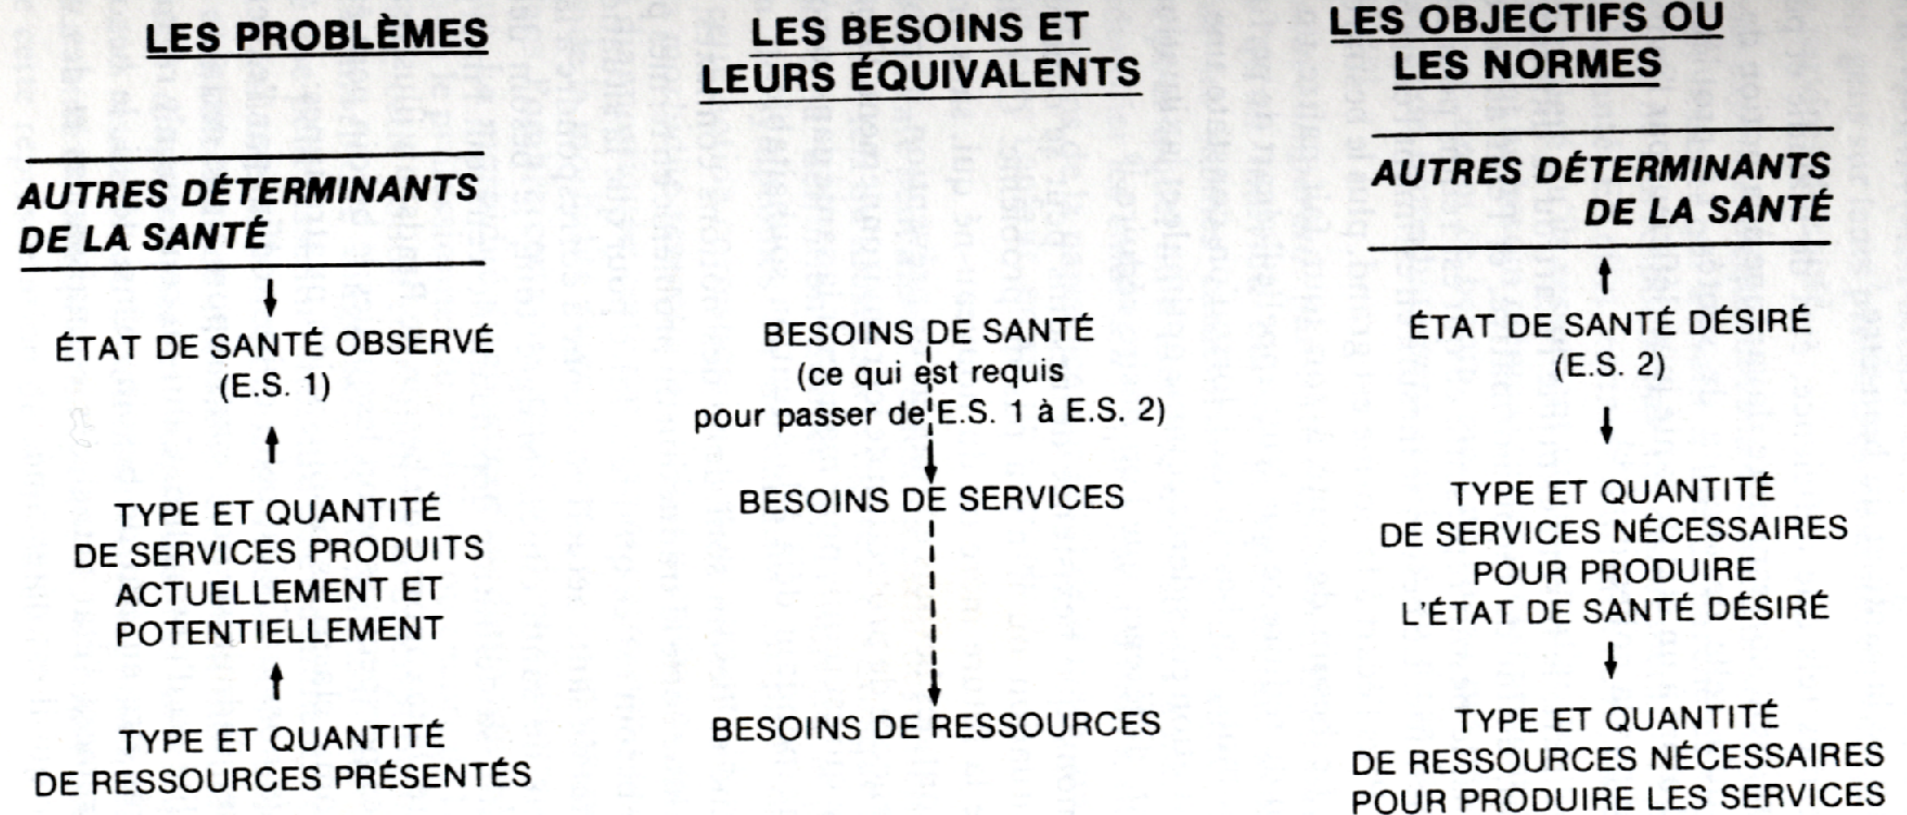 LES PROBLÈMES
AUTRES DÉTERMINANTS
DE LA SANTÉ
ÉTAT DE SANTÉ OBSERVÉ
(E.S. 1)
TYPE ET QUANTITÉ
DE SERVICES PRODUITS
ACTUELLEMENT ET
POTENTIELLEMENT
TYPE ET QUANTITÉ
DE RESSOURCES PRÉSENTÉS
LES BESOINS ET
LEURS ÉQUIVALENTS
BESOINS DE SANTÉ
(ce qui est requis
pour passer de E.S. 1 à E.S. 2)
BESOINS DE SERVICES
BESOINS DE RESSOURCES
LES OBJECTIFS OU
LES NORMES
AUTRES DÉTERMINANTS
DE LA SANTÉ
ÉTAT DE SANTÉ DÉSIRÉ
(E.S. 2)
TYPE ET QUANTITÉ
DE SERVICES NÉCESSAIRES
POUR PRODUIRE
L'ÉTAT DE SANTÉ DÉSIRÉ
TYPE ET QUANTITÉ
DE RESSOURCES NÉCESSAIRES
POUR PRODUIRE LES SERVICES